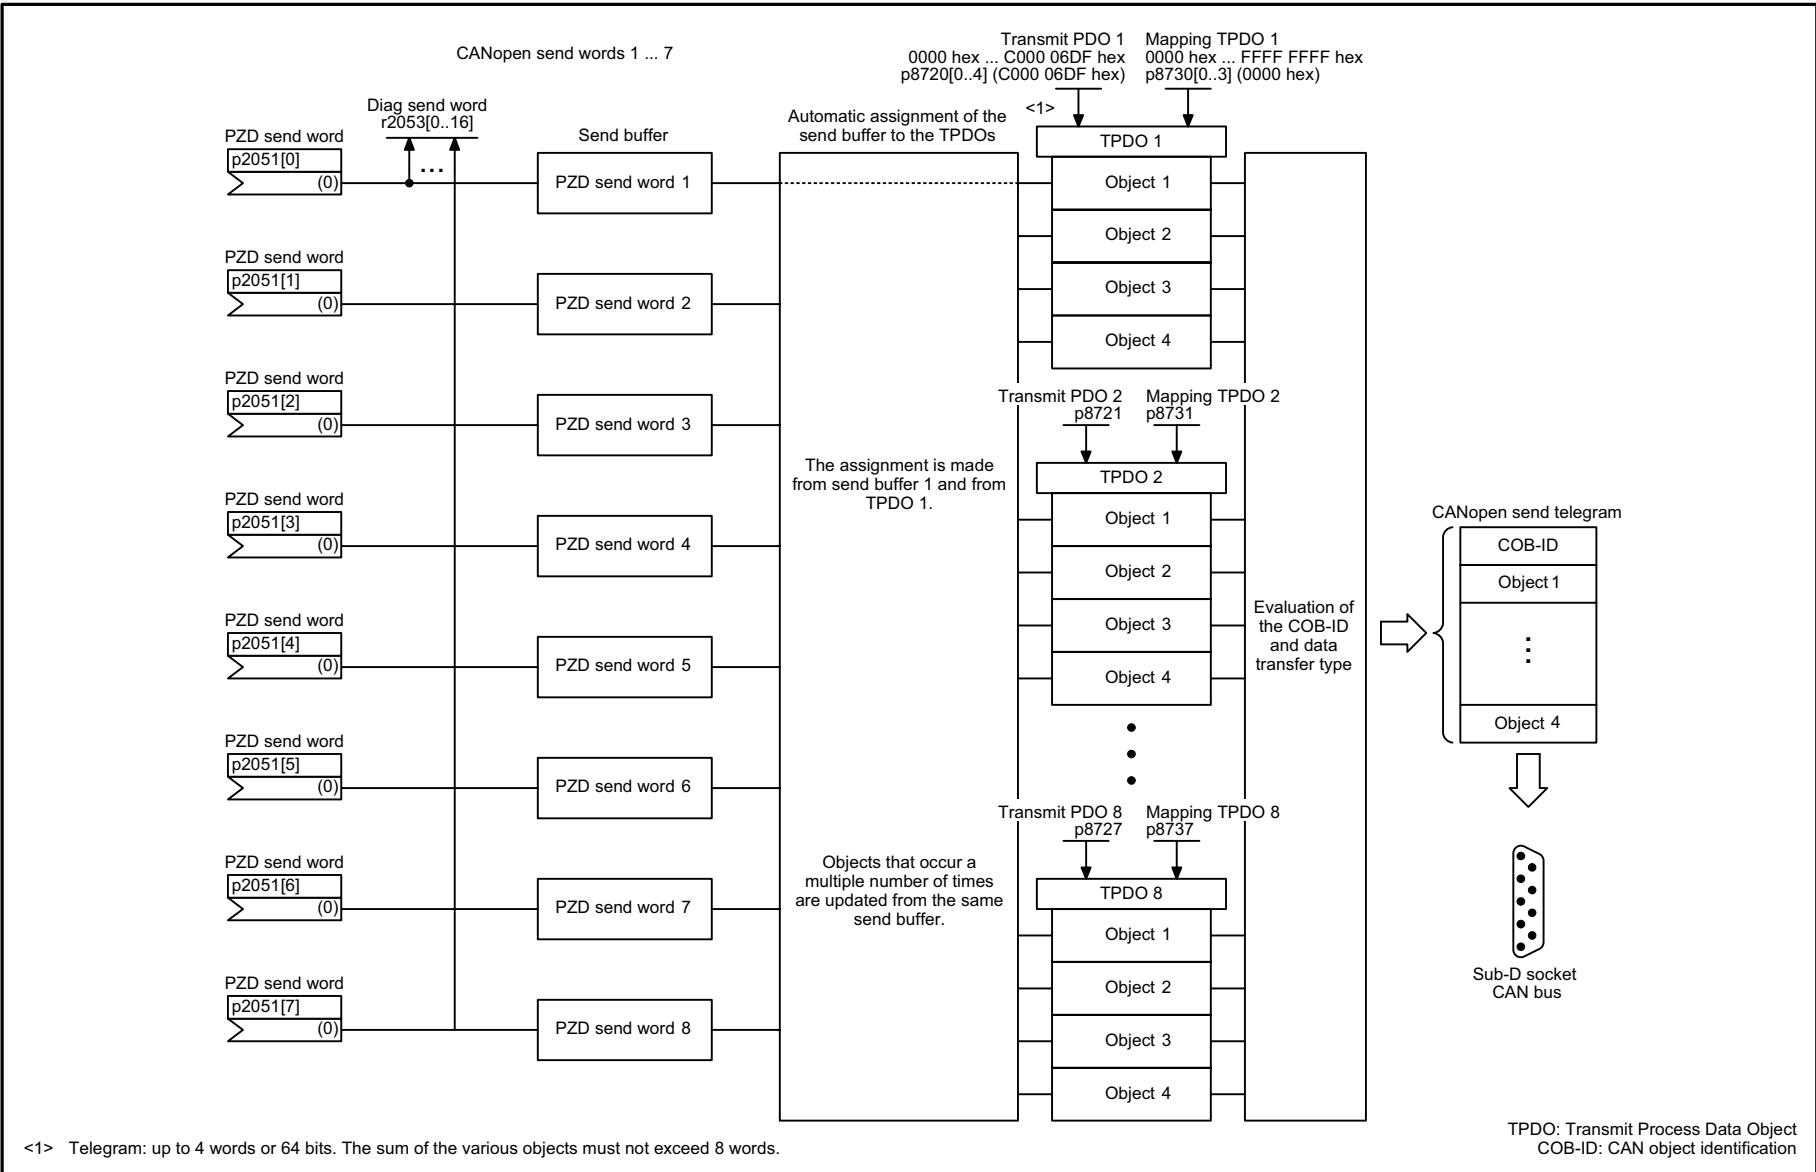 CANopen send words 1 ... 7
Transmit PDO 1
0000 hex ... C000 06DF hex
p8720[0..4] (C000 06DF hex)
Mapping TPDO 1
0000 hex ... FFFF FFFF hex
p8730[0..3] (0000 hex)
Diag send word
r2053[0..16]
...
Send buffer
Automatic assignment of the
send buffer to the TPDOs
<1>
PZD send word
p2051[0]
(0)
PZD send word 1
PZD send word
p2051[1]
(0)
PZD send word 2
PZD send word
p2051[2]
(0)
PZD send word 3
PZD send word
p2051[3]
(0)
PZD send word 4
PZD send word
p2051[4]
(0)
PZD send word 5
PZD send word
p2051[5]
(0)
PZD send word 6
PZD send word
p2051[6]
(0)
PZD send word 7
PZD send word
p2051[7]
(0)
PZD send word 8
The assignment is made
from send buffer 1 and from
TPDO 1.
Objects that occur a
multiple number of times
are updated from the same
send buffer.
TPDO 1
Object 1
Object 2
Object 3
Object 4
Transmit PDO 2
p8721
Mapping TPDO 2
p8731
TPDO 2
Object 1
Object 2
Object 3
Object 4
Transmit PDO 8
p8727
Mapping TPDO 8
p8737
TPDO 8
Object 1
Object 2
Object 3
Object 4
Evaluation of
the COB-ID
and data
transfer type
CANopen send telegram
COB-ID
Object 1
Object 4
Sub-D socket
CAN bus
<1> Telegram: up to 4 words or 64 bits. The sum of the various objects must not exceed 8 words.
TPDO: Transmit Process Data Object
COB-ID: CAN object identification